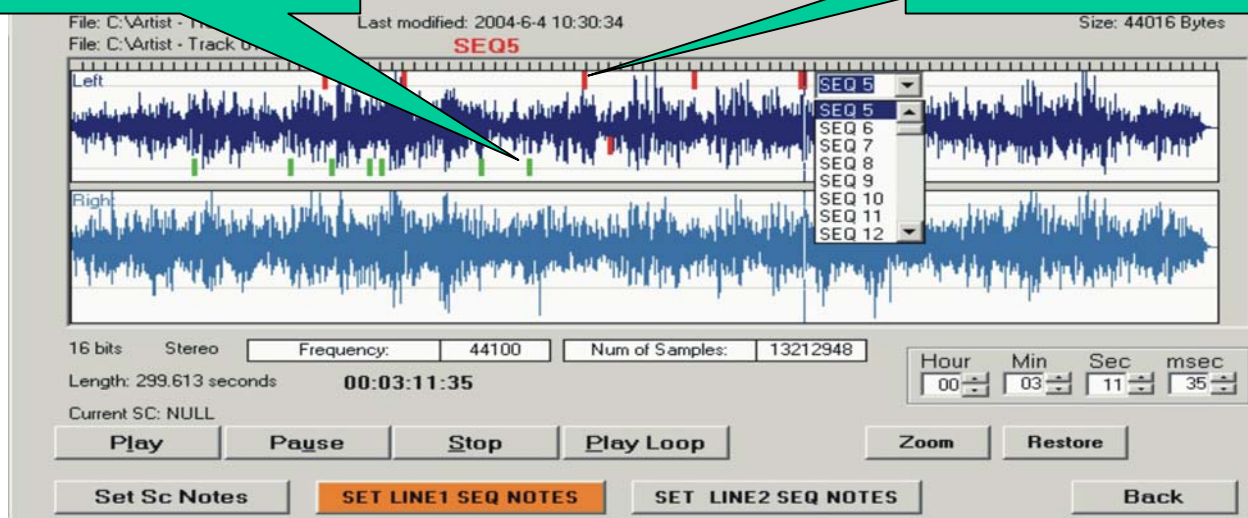 File: C:\Artist - Last modified: 2004-6-4 10:30:34 Size: 44016 Bytes
File: C:\Artist - Track
SEQ5
Left
SEQ 5
SEQ 5
SEQ 6
SEQ 7
SEQ 8
SEQ 9
SEQ 10
SEQ 11
SEQ 12
Right
16 bits Stereo Frequency: 44100 Num of Samples: 13212948
Hour Min Sec msec
00 03 11 35
Length: 299.613 seconds 00:03:11:35
Current SC: NULL
Play Pause Stop Play Loop Zoom Restore
Set Sc Notes SET LINE1 SEQ NOTES SET LINE2 SEQ NOTES Back